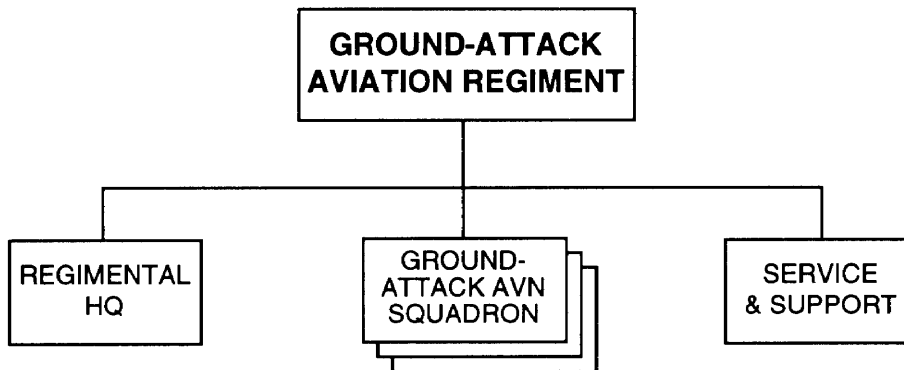 GROUND-ATTACK
AVIATION REGIMENT
REGIMENTAL
HQ
GROUND-
ATTACK AVN
SQUADRON
SERVICE
& SUPPORT